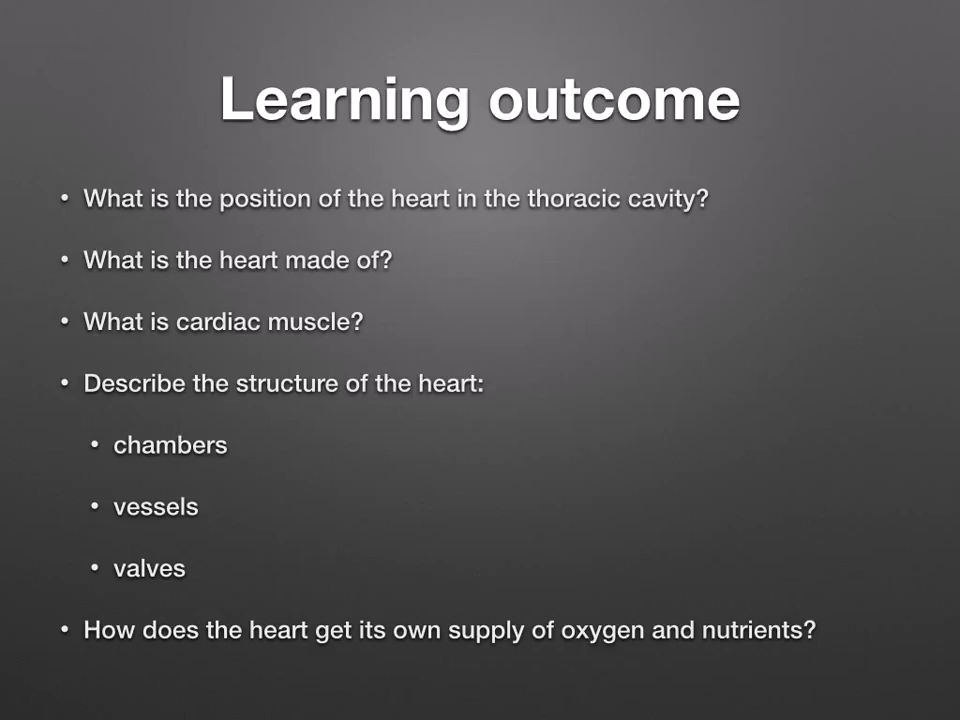 Learning outcome
• What is the position of the heart in the thoracic cavity?
• What is the heart made of?
• What is cardiac muscle?
• Describe the structure of the heart:
• chambers
• vessels
• valves
• How does the heart get its own supply of oxygen and nutrients?